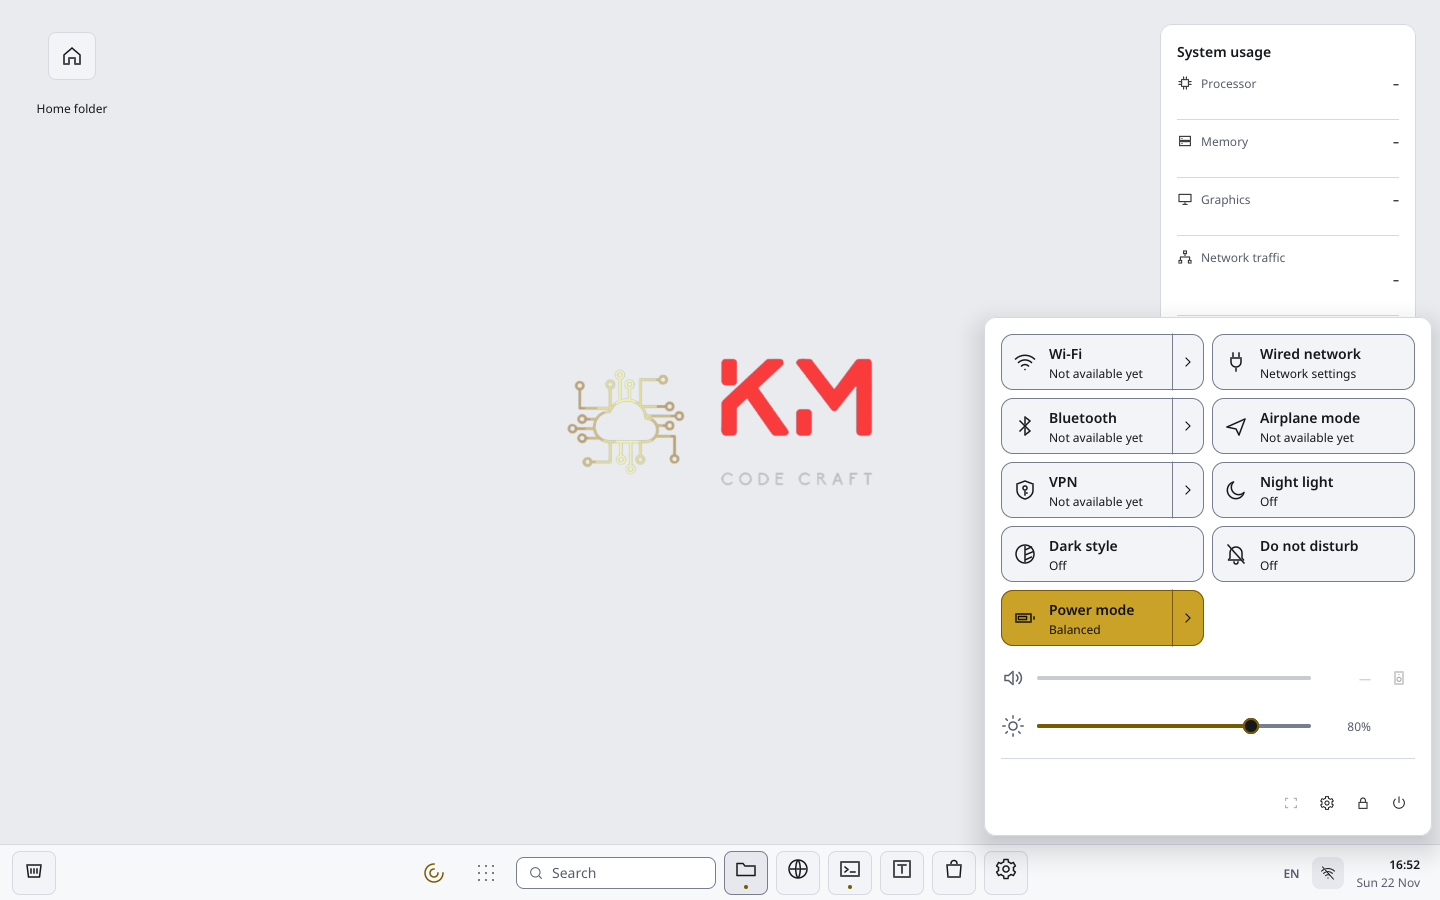 Home folder
System usage
Processor
–
Memory
–
Graphics
–
Network traffic
–
KM
CODE CRAFT
Wi-Fi
Not available yet
Wired network
Network settings
Bluetooth
Not available yet
Airplane mode
Not available yet
VPN
Not available yet
Night light
Off
Dark style
Off
Do not disturb
Off
Power mode
Balanced
—
80%
Search
EN
16:52
Sun 22 Nov